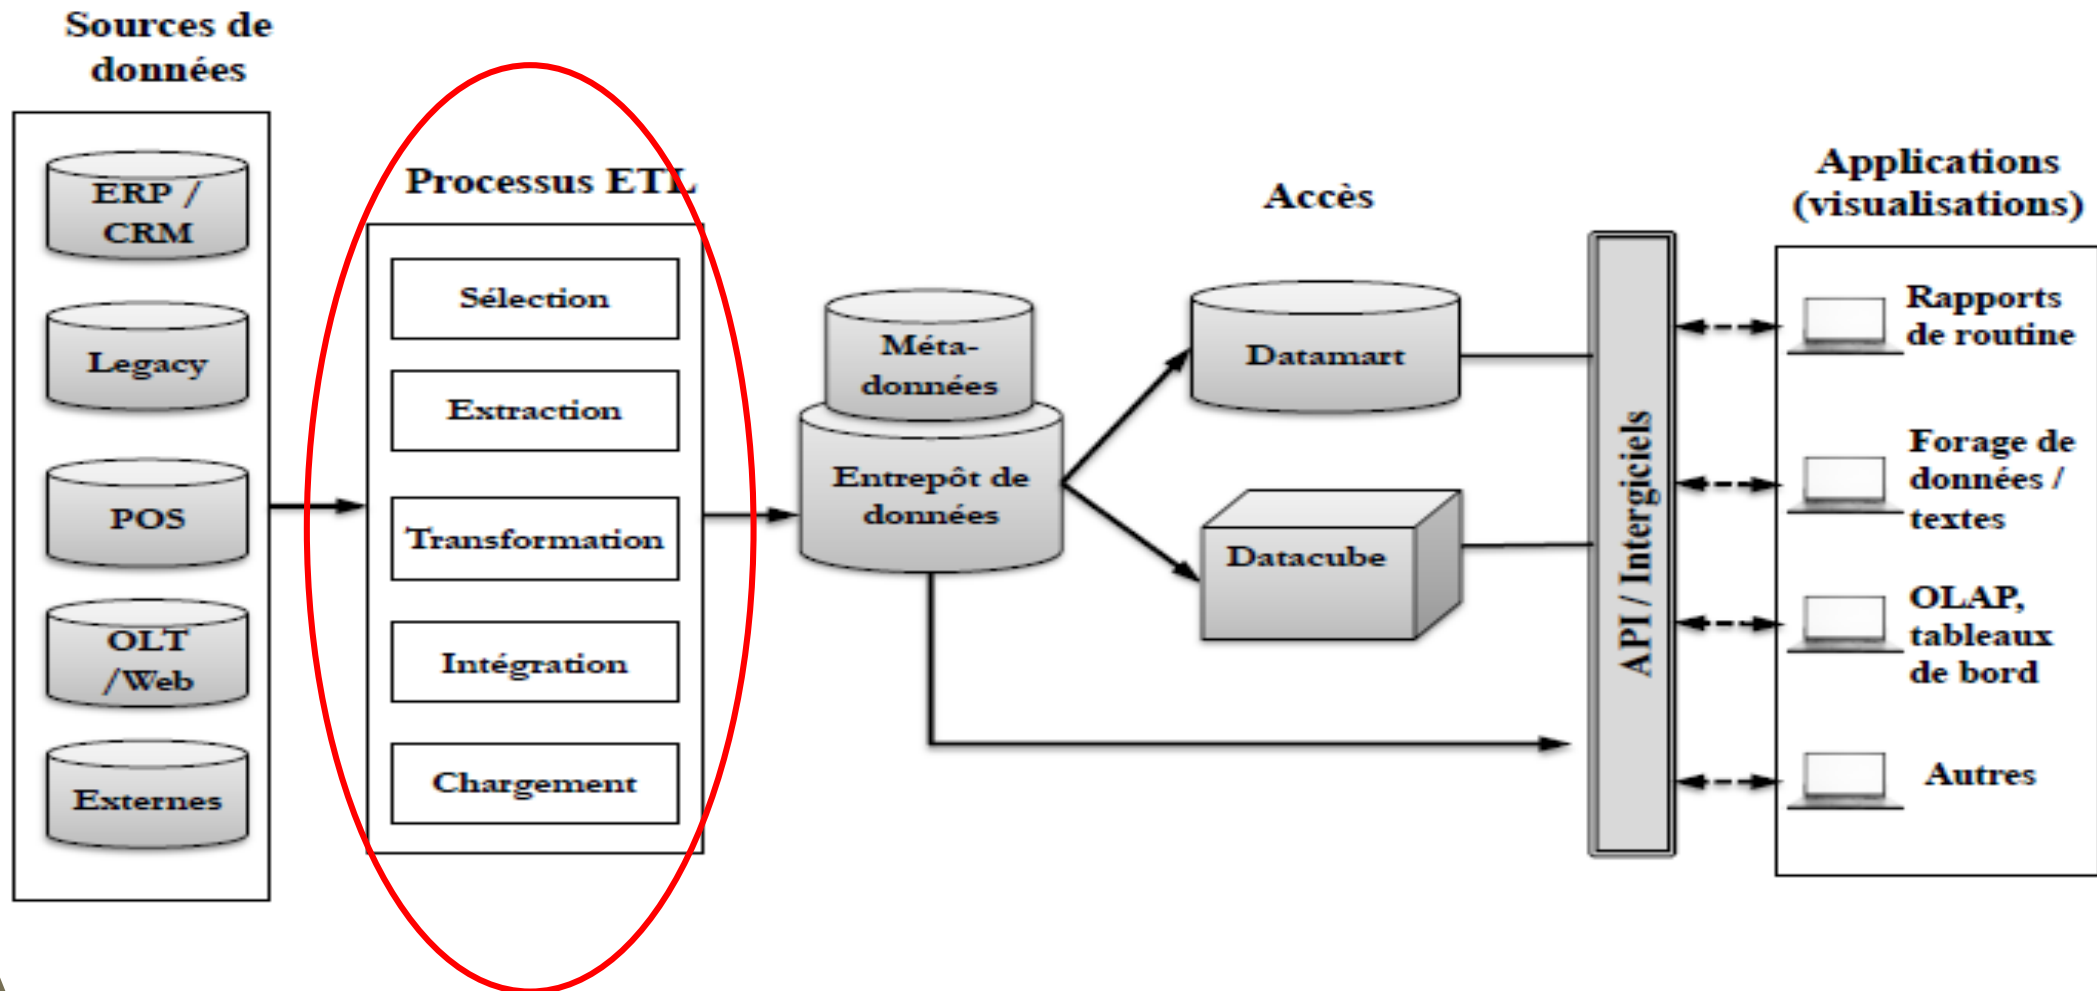 Sources de
données
ERP /
CRM
Legacy
POS
OLT
/Web
Externes
Processus ETL
Sélection
Extraction
Transformation
Intégration
Chargement
Méta-
données
Entrepôt de
données
Accès
Datamart
Datacube
API / Intergiciels
Applications
(visualisations)
Rapports
de routine
Forage de
données /
textes
OLAP,
tableaux
de bord
Autres